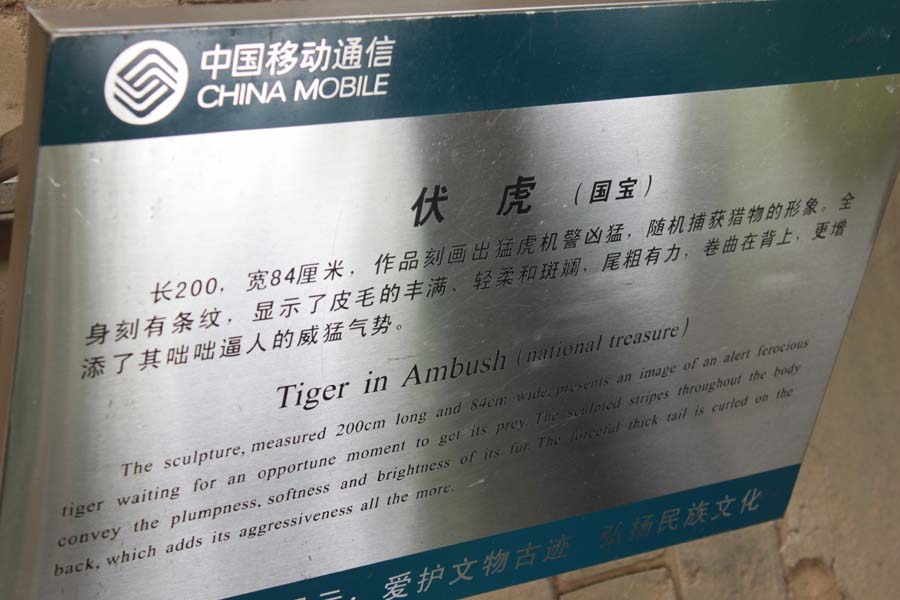 中国移动通信
CHINA MOBILE
伏 虎 （国宝）
长200，宽84厘米，作品刻画出猛虎机警凶猛，随机捕获猎物的形象。全
身刻有条纹，显示了皮毛的丰满、轻柔和斑斓，尾粗有力，卷曲在背上，更增
添了其咄咄逼人的威猛气势。
Tiger in Ambush (national treasure)
The sculpture, measured 200cm long and 84cm wide, presents an image of an alert ferocious
tiger waiting for an opportune moment to get its prey. The sculpted stripes throughout the body
convey the plumpness, softness and brightness of its fur. The forceful thick tail is curled on the
back, which adds its aggressiveness all the more.
爱护文物古迹 弘扬民族文化